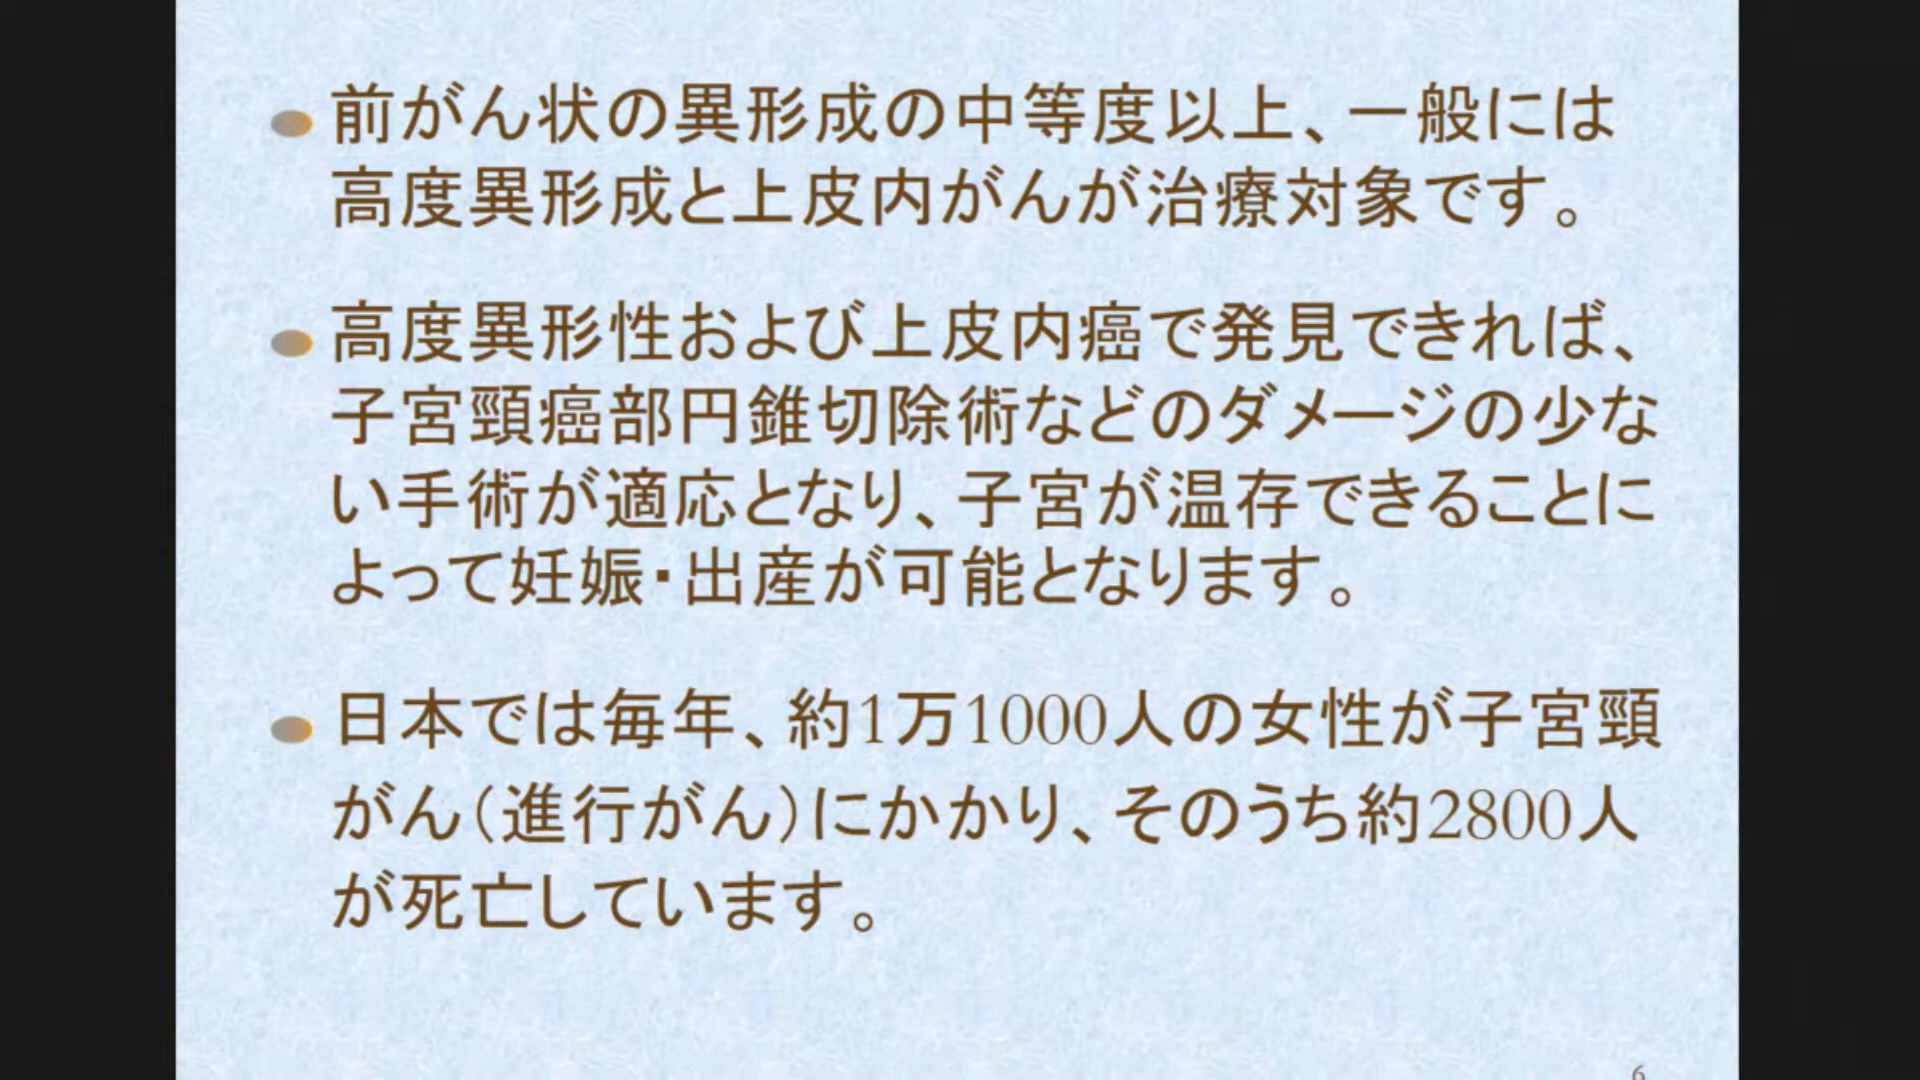 前がん状の異形成の中等度以上、一般には
高度異形成と上皮内がんが治療対象です。
高度異形性および上皮内癌で発見できれば、
子宮頸癌部円錐切除術などのダメージの少な
い手術が適応となり、子宮が温存できることに
よって妊娠・出産が可能となります。
日本では毎年、約1万1000人の女性が子宮頸
がん(進行がん)にかかり、そのうち約2800人
が死亡しています。
6